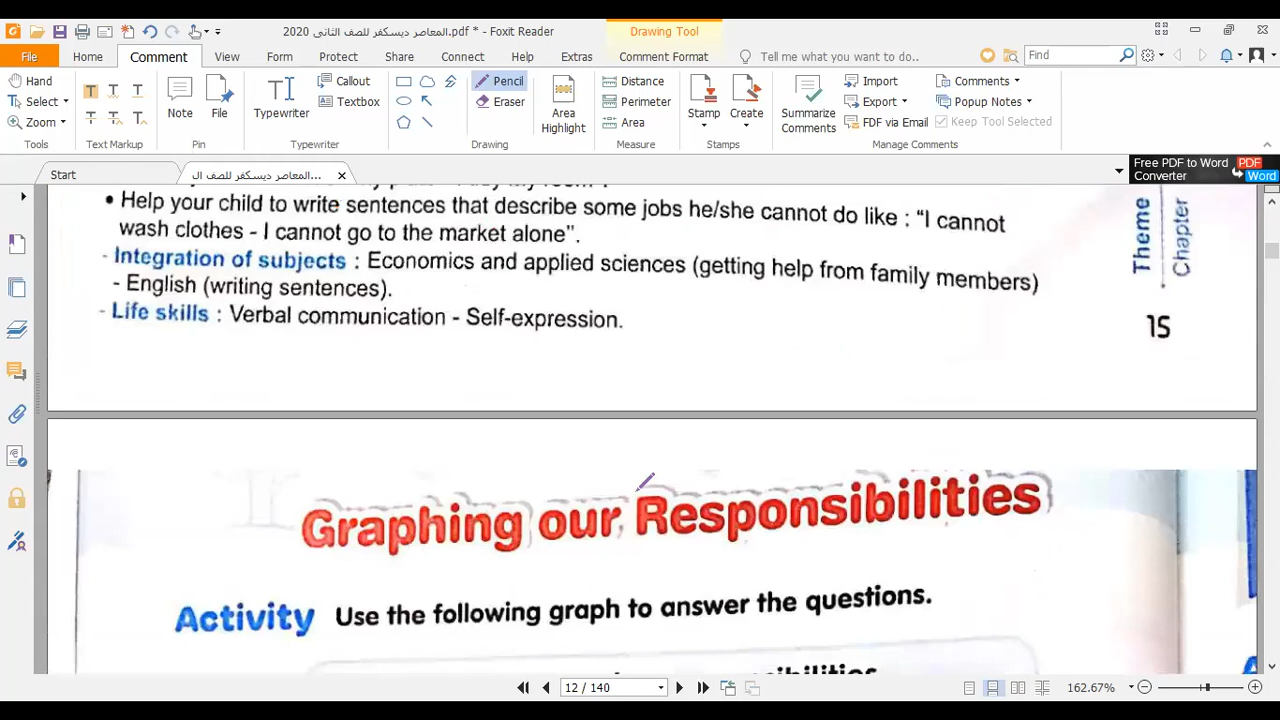 المعاصر ديسكفر للصف الثانى 2020.pdf * - Foxit Reader
Drawing Tool
File
Home
Comment
View
Form
Protect
Share
Connect
Help
Extras
Comment Format
Tell me what you want to do..
Find
Hand
Select
Zoom
Text Markup
Note
File
Pin
Typewriter
Callout
Textbox
Typewriter
Pencil
Eraser
Area Highlight
Drawing
Distance
Perimeter
Area
Measure
Stamp
Create
Stamps
Summarize Comments
Import
Export
FDF via Email
Comments
Popup Notes
Keep Tool Selected
Manage Comments
Start
المعاصر ديسكفر للصف ال...
Free PDF to Word Converter
PDF
Word
• Help your child to write sentences that describe some jobs he/she cannot do like : “I cannot
wash clothes - I cannot go to the market alone”.
- Integration of subjects : Economics and applied sciences (getting help from family members)
- English (writing sentences).
- Life skills : Verbal communication - Self-expression.
Theme
Chapter
15
Graphing our Responsibilities
Activity Use the following graph to answer the questions.
12 / 140
162.67%